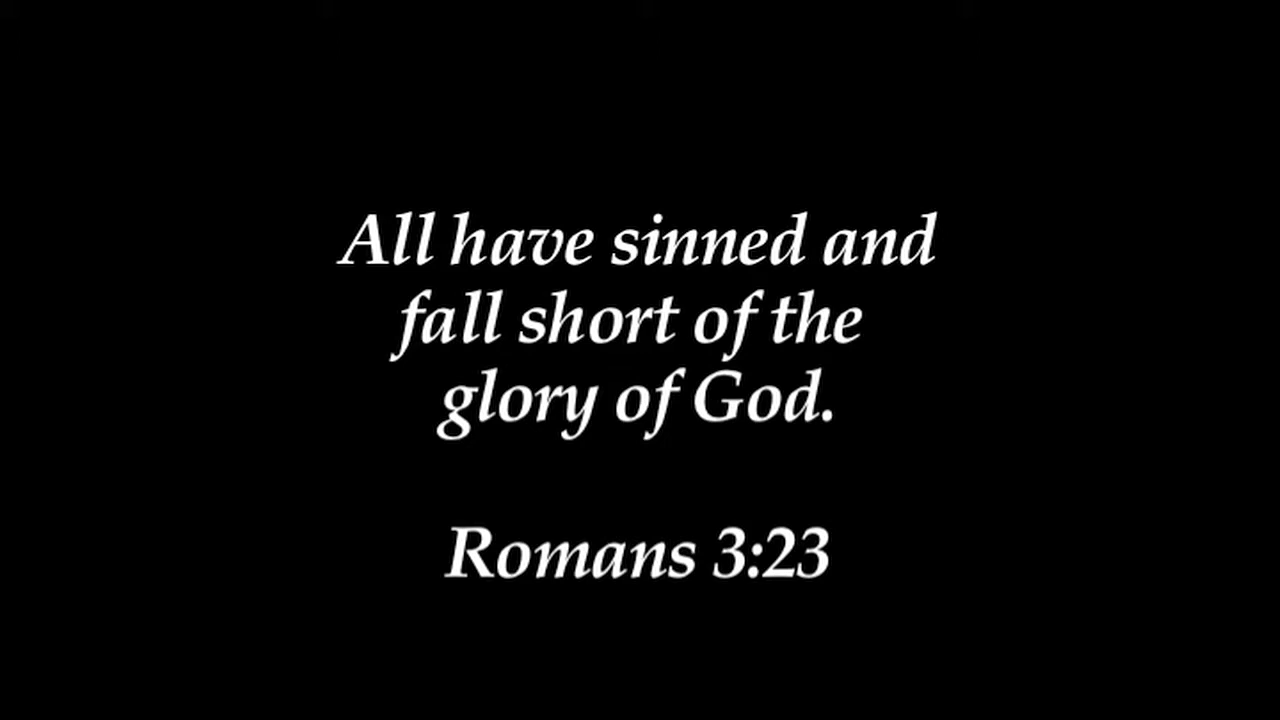 All have sinned and
fall short of the
glory of God.
Romans 3:23